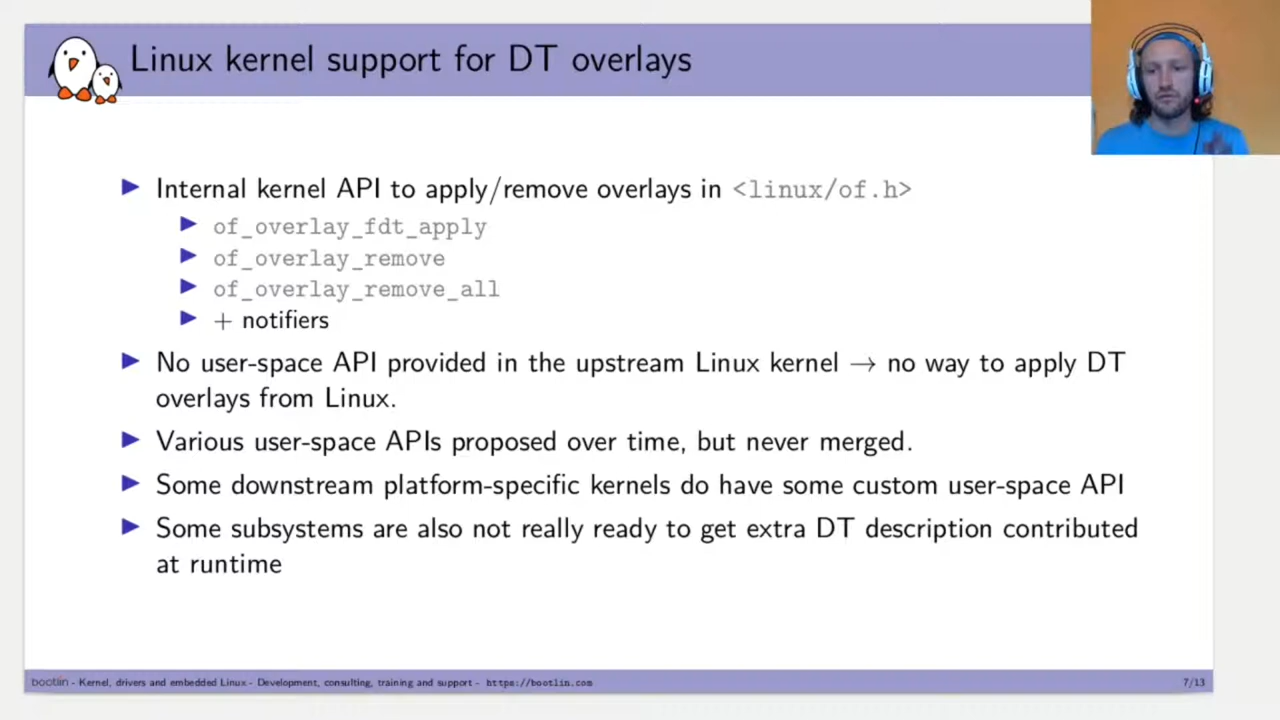 Linux kernel support for DT overlays
Internal kernel API to apply/remove overlays in <linux/of.h>
of_overlay_fdt_apply
of_overlay_remove
of_overlay_remove_all
+ notifiers
No user-space API provided in the upstream Linux kernel → no way to apply DT
overlays from Linux.
Various user-space APIs proposed over time, but never merged.
Some downstream platform-specific kernels do have some custom user-space API
Some subsystems are also not really ready to get extra DT description contributed
at runtime
bootlin - Kernel, drivers and embedded Linux - Development, consulting, training and support - https://bootlin.com
7/13